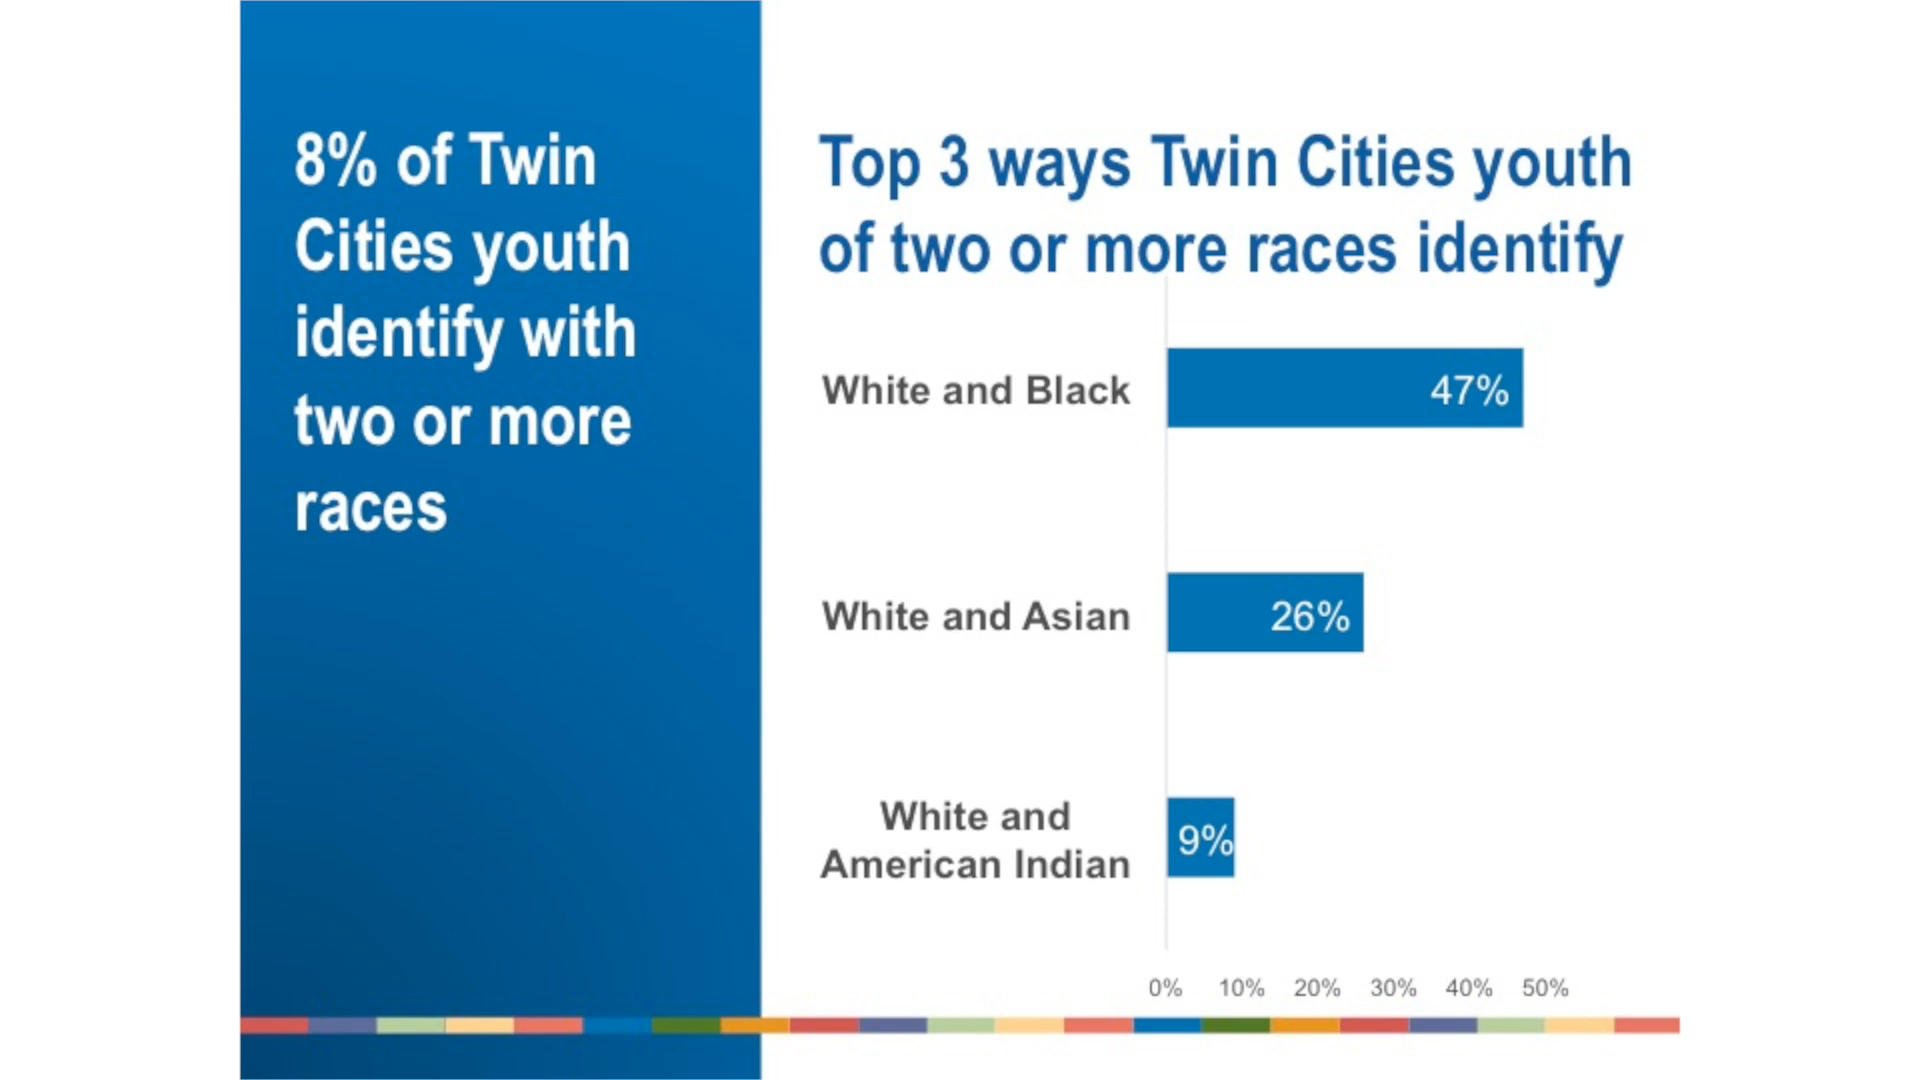 8% of Twin
Cities youth
identify with
two or more
races
Top 3 ways Twin Cities youth
of two or more races identify
White and Black
47%
White and Asian
26%
White and
American Indian
9%
0% 10% 20% 30% 40% 50%